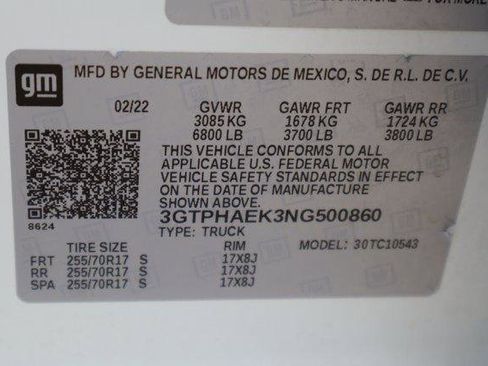 gm MFD BY GENERAL MOTORS DE MEXICO, S. DE R.L. DE C.V.
02/22 GVWR GAWR FRT GAWR RR
3085 KG 1678 KG 1724 KG
6800 LB 3700 LB 3800 LB
THIS VEHICLE CONFORMS TO ALL
APPLICABLE U.S. FEDERAL MOTOR
VEHICLE SAFETY STANDARDS IN EFFECT
ON THE DATE OF MANUFACTURE
SHOWN ABOVE.
8624 3GTPHAEK3NG500860
TYPE: TRUCK MODEL: 30TC10543
TIRE SIZE RIM
FRT 255/70R17 S 17X8J
RR 255/70R17 S 17X8J
SPA 255/70R17 S 17X8J